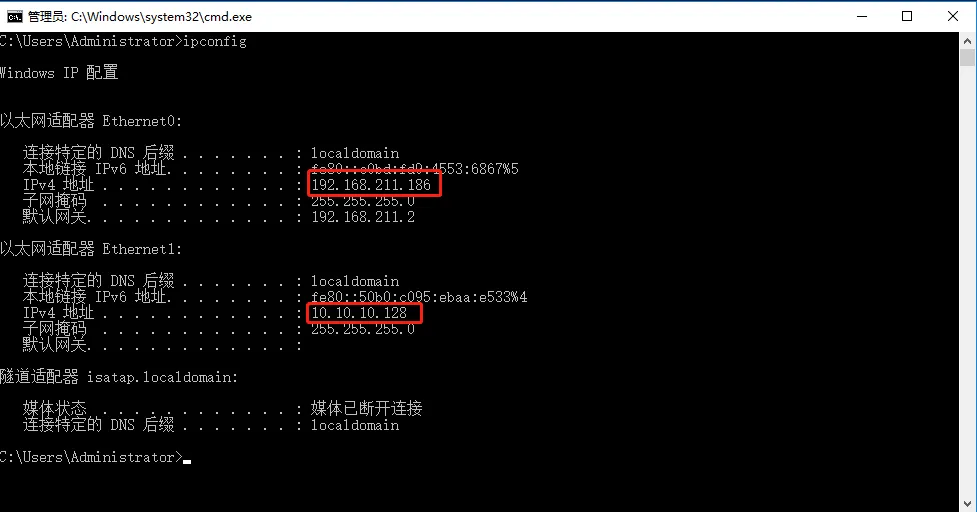 管理员: C:\Windows\system32\cmd.exe
C:\Users\Administrator>ipconfig
Windows IP 配置
以太网适配器 Ethernet0:
连接特定的 DNS 后缀 . . . . . . . : localdomain
本地链接 IPv6 地址. . . . . . . . : fe80::e0bd:fd9:4553:6867%5
IPv4 地址 . . . . . . . . . . . . : 192.168.211.186
子网掩码 . . . . . . . . . . . . : 255.255.255.0
默认网关. . . . . . . . . . . . . : 192.168.211.2
以太网适配器 Ethernet1:
连接特定的 DNS 后缀 . . . . . . . : localdomain
本地链接 IPv6 地址. . . . . . . . : fe80::50b0:c095:ebaa:e533%4
IPv4 地址 . . . . . . . . . . . . : 10.10.10.128
子网掩码 . . . . . . . . . . . . : 255.255.255.0
默认网关. . . . . . . . . . . . . :
隧道适配器 isatap.localdomain:
媒体状态 . . . . . . . . . . . . : 媒体已断开连接
连接特定的 DNS 后缀 . . . . . . . : localdomain
C:\Users\Administrator>